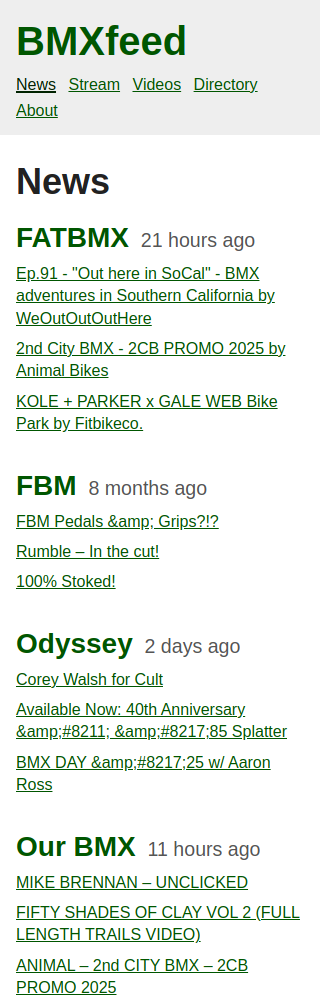 BMXfeed
News Stream Videos Directory
About
News
FATBMX 21 hours ago
Ep.91 - "Out here in SoCal" - BMX
adventures in Southern California by
WeOutOutOutHere
2nd City BMX - 2CB PROMO 2025 by
Animal Bikes
KOLE + PARKER x GALE WEB Bike
Park by Fitbikeco.
FBM 8 months ago
FBM Pedals &amp; Grips?!?
Rumble – In the cut!
100% Stoked!
Odyssey 2 days ago
Corey Walsh for Cult
Available Now: 40th Anniversary
&amp;#8211; &amp;#8217;85 Splatter
BMX DAY &amp;#8217;25 w/ Aaron
Ross
Our BMX 11 hours ago
MIKE BRENNAN – UNCLICKED
FIFTY SHADES OF CLAY VOL 2 (FULL
LENGTH TRAILS VIDEO)
ANIMAL – 2nd CITY BMX – 2CB
PROMO 2025